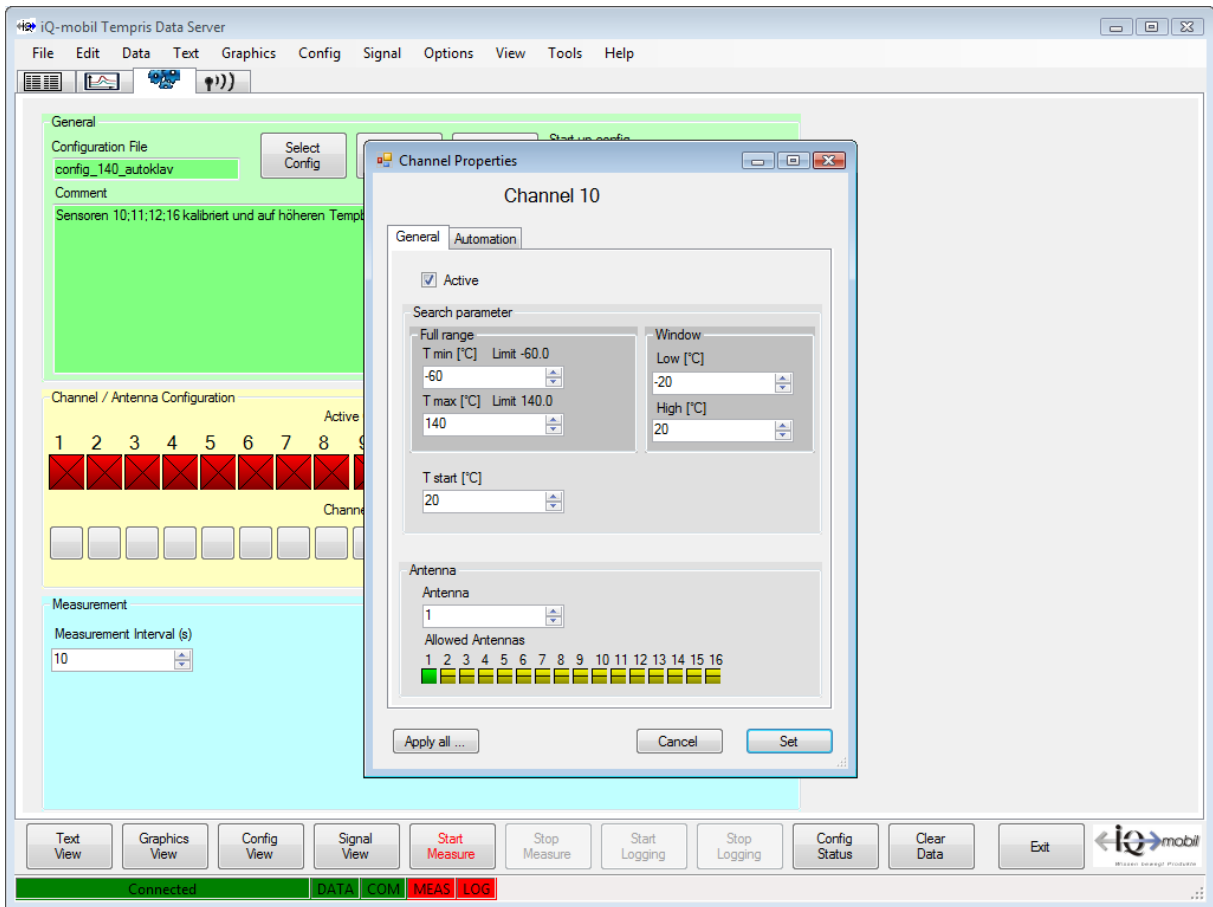 iQ-mobil Tempris Data Server
File Edit Data Text Graphics Config Signal Options View Tools Help
General
Configuration File
config_140_autoklav
Select
Config
Comment
Sensoren 10;11;12;16 kalibriert und auf höheren
Channel Properties
Channel 10
General Automation
Active
Search parameter
Full range
T min [°C] Limit -60.0
-60
T max [°C] Limit 140.0
140
Window
Low [°C]
-20
High [°C]
20
T start [°C]
20
Antenna
Antenna
1
Allowed Antennas
1 2 3 4 5 6 7 8 9 10 11 12 13 14 15 16
Apply all ... Cancel Set
Channel / Antenna Configuration
Active
1 2 3 4 5 6 7 8
Measurement
Measurement Interval (s)
10
Text
View
Graphics
View
Config
View
Signal
View
Start
Measure
Stop
Measure
Start
Logging
Stop
Logging
Config
Status
Clear
Data
Exit
iQ mobil
Wissen bewegt Produkte
Connected DATA COM MEAS LOG